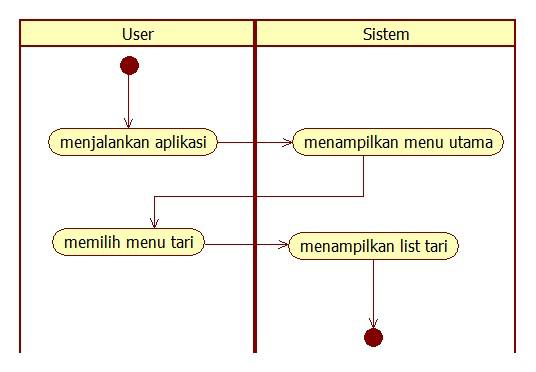 User
Sistem
menjalankan aplikasi
menampilkan menu utama
memilih menu tari
menampilkan list tari